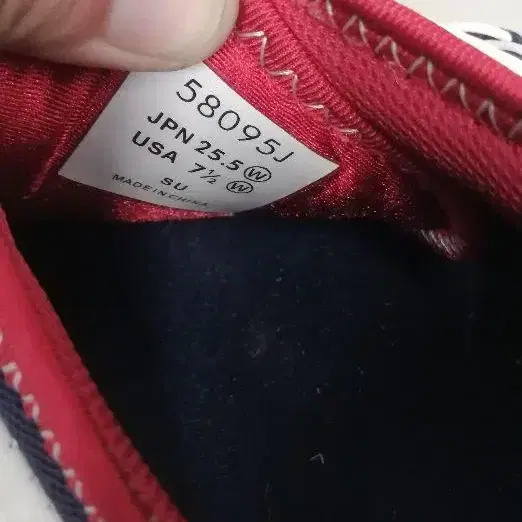 58095J
JPN 25.5 Ⓦ
USA 7½ Ⓦ
SU
MADE IN CHINA